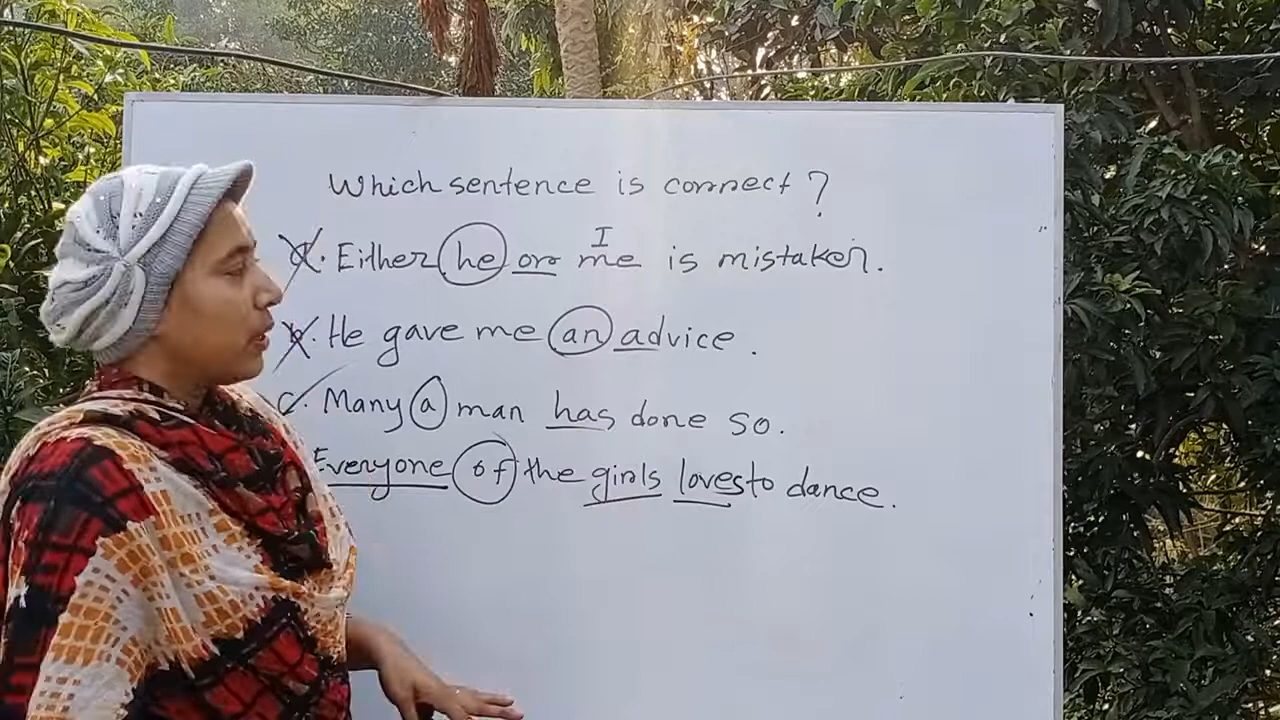 Which sentence is correct?
I
a. Either he or me is mistaken.
b. He gave me an advice.
c. Many a man has done so.
Everyone of the girls loves to dance.